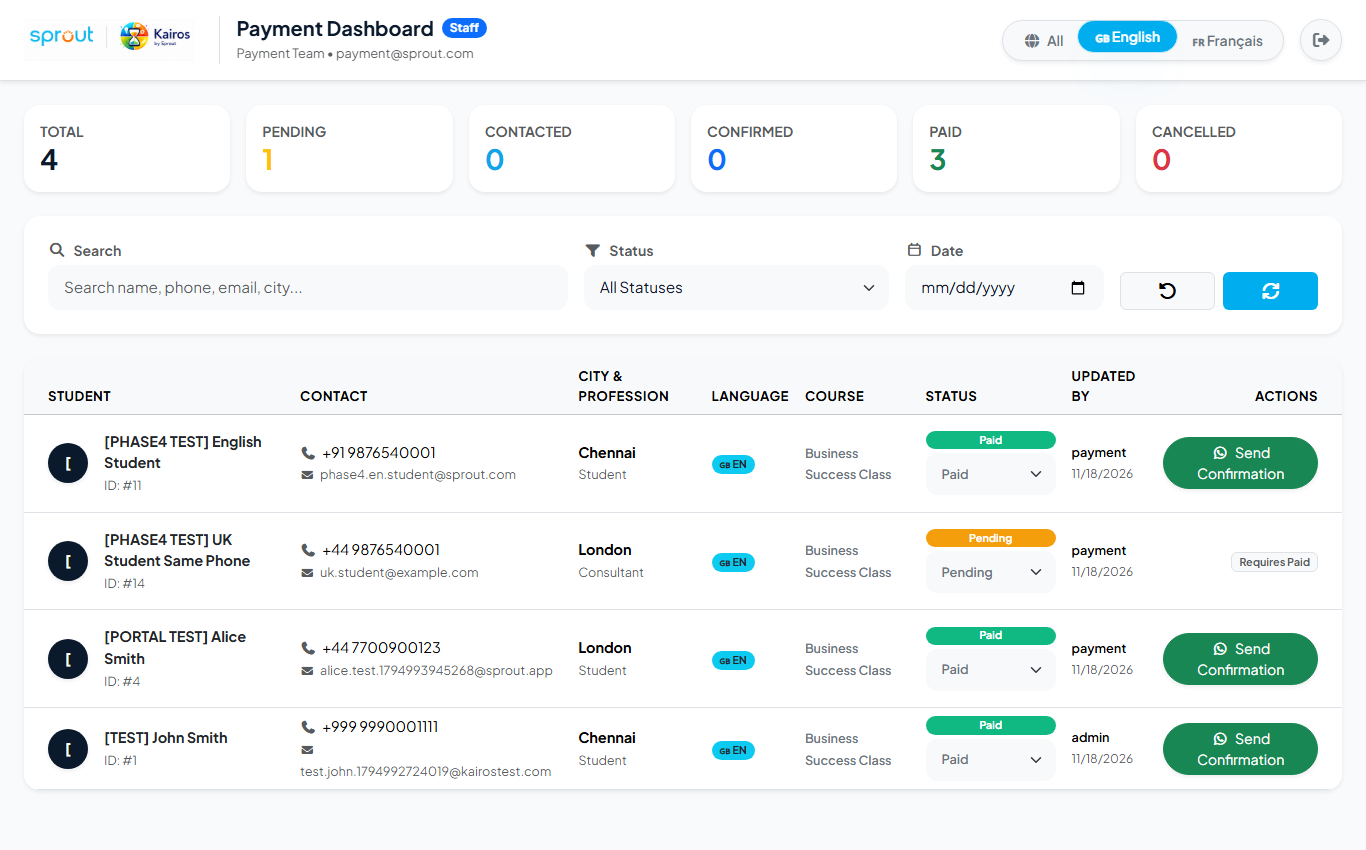 sprout
Kairos
by Sprout
Payment Dashboard Staff
Payment Team • payment@sprout.com
All GB English FR Français
TOTAL
4
PENDING
1
CONTACTED
0
CONFIRMED
0
PAID
3
CANCELLED
0
Search
Search name, phone, email, city...
Status
All Statuses
Date
mm/dd/yyyy
STUDENT CONTACT CITY & PROFESSION LANGUAGE COURSE STATUS UPDATED BY ACTIONS
[
[PHASE4 TEST] English
Student
ID: #11
+91 9876540001
phase4.en.student@sprout.com
Chennai
Student
GB EN
Business
Success Class
Paid
Paid
payment
11/18/2026
Send
Confirmation
[
[PHASE4 TEST] UK
Student Same Phone
ID: #14
+44 9876540001
uk.student@example.com
London
Consultant
GB EN
Business
Success Class
Pending
Pending
payment
11/18/2026
Requires Paid
[
[PORTAL TEST] Alice
Smith
ID: #4
+44 7700900123
alice.test.1794993945268@sprout.app
London
Student
GB EN
Business
Success Class
Paid
Paid
payment
11/18/2026
Send
Confirmation
[
[TEST] John Smith
ID: #1
+999 9990001111
test.john.1794992724019@kairostest.com
Chennai
Student
GB EN
Business
Success Class
Paid
Paid
admin
11/18/2026
Send
Confirmation